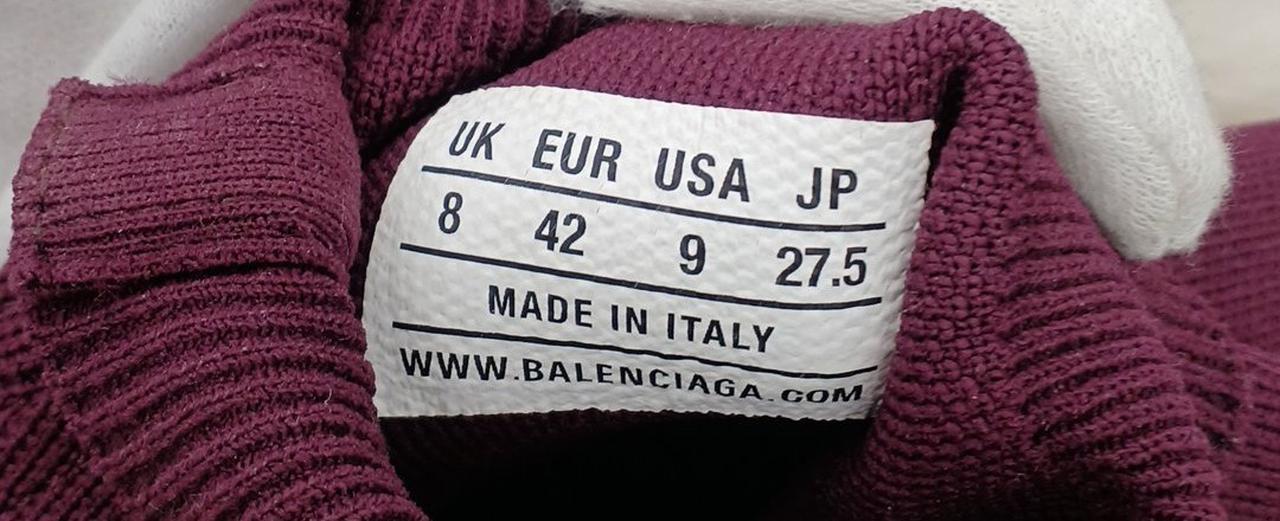 UK EUR USA JP
8 42 9 27.5
MADE IN ITALY
WWW.BALENCIAGA.COM